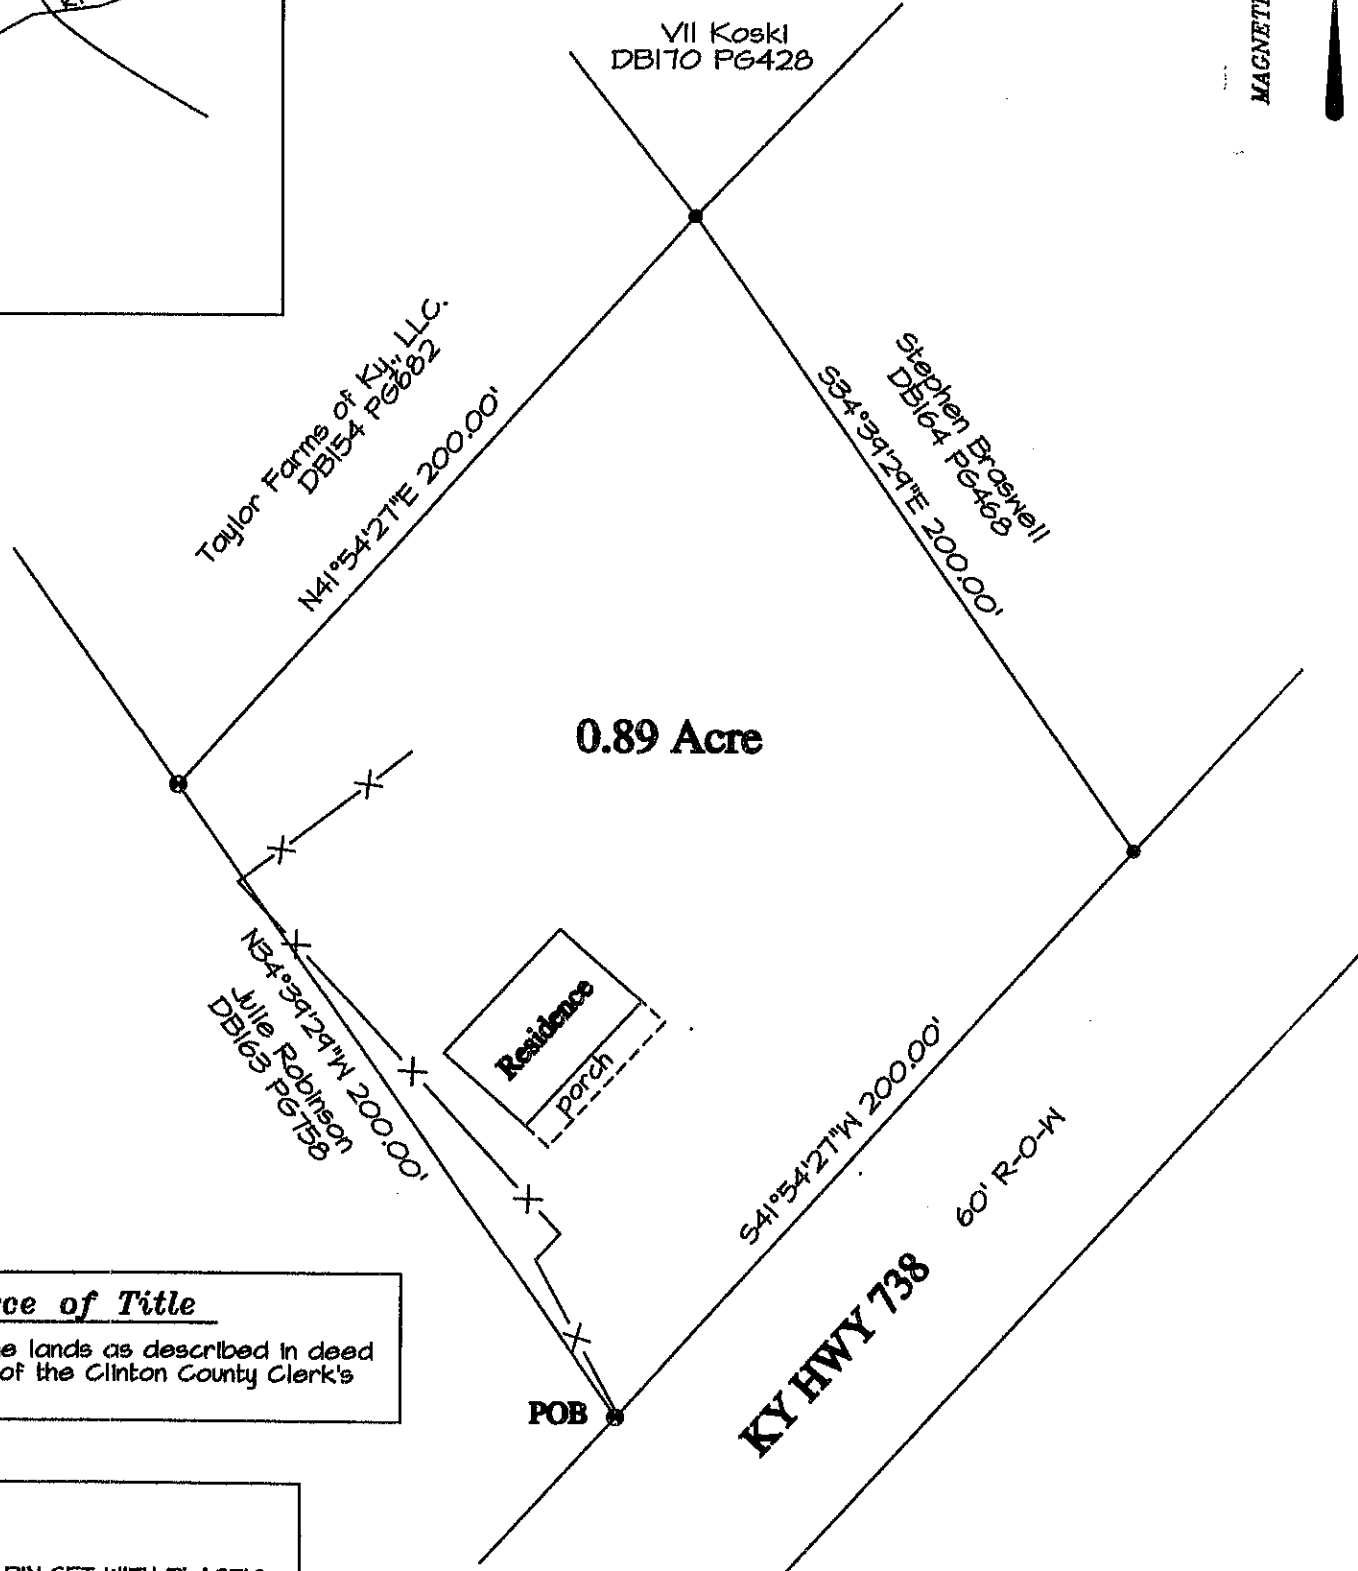 VII Koski
DB170 PG428
Taylor Farms of Ky., LLC.
DB154 PG682
N41°54'27"E 200.00'
Stephen Braswell
DB164 PG468
S34°39'29"E 200.00'
0.89 Acre
N34°39'29"W 200.00'
Julie Robinson
DB163 PG758
Residence
porch
S41°54'27"W 200.00'
60' R-O-W
KY HWY 738
POB
of Title
lands as described in deed
of the Clinton County Clerk's
SET WITH